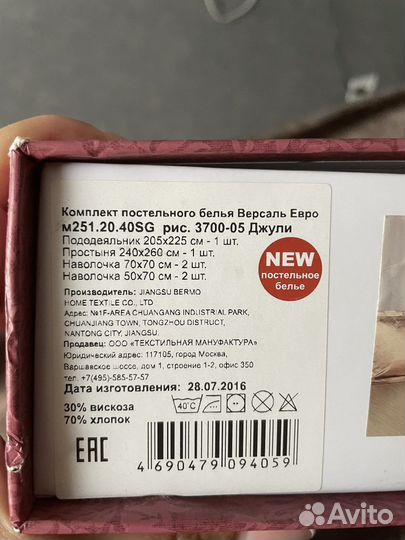 Комплект постельного белья Версаль Евро
м251.20.40SG рис. 3700-05 Джули
Пододеяльник 205x225 см - 1 шт.
Простыня 240x260 см - 1 шт.
Наволочка 70x70 см - 2 шт.
Наволочка 50x70 см - 2 шт.
NEW
постельное
белье
Производитель: JIANGSU BERMO
HOME TEXTILE CO., LTD
Адрес: №1F-AREA CHUANGANG INDUSTRIAL PARK,
CHUANJIANG TOWN, TONGZHOU DISTRUCT,
NANTONG CITY, JIANGSU.
Продавец: ООО «ТЕКСТИЛЬНАЯ МАНУФАКТУРА»
Юридический адрес: 117105, город Москва,
Варшавское шоссе, дом 1, строение 1-2, офис 350
тел. +7(495)-585-57-57
Дата изготовления: 28.07.2016
30% вискоза
70% хлопок
40°C
EAC
4 690479 094059
Avito